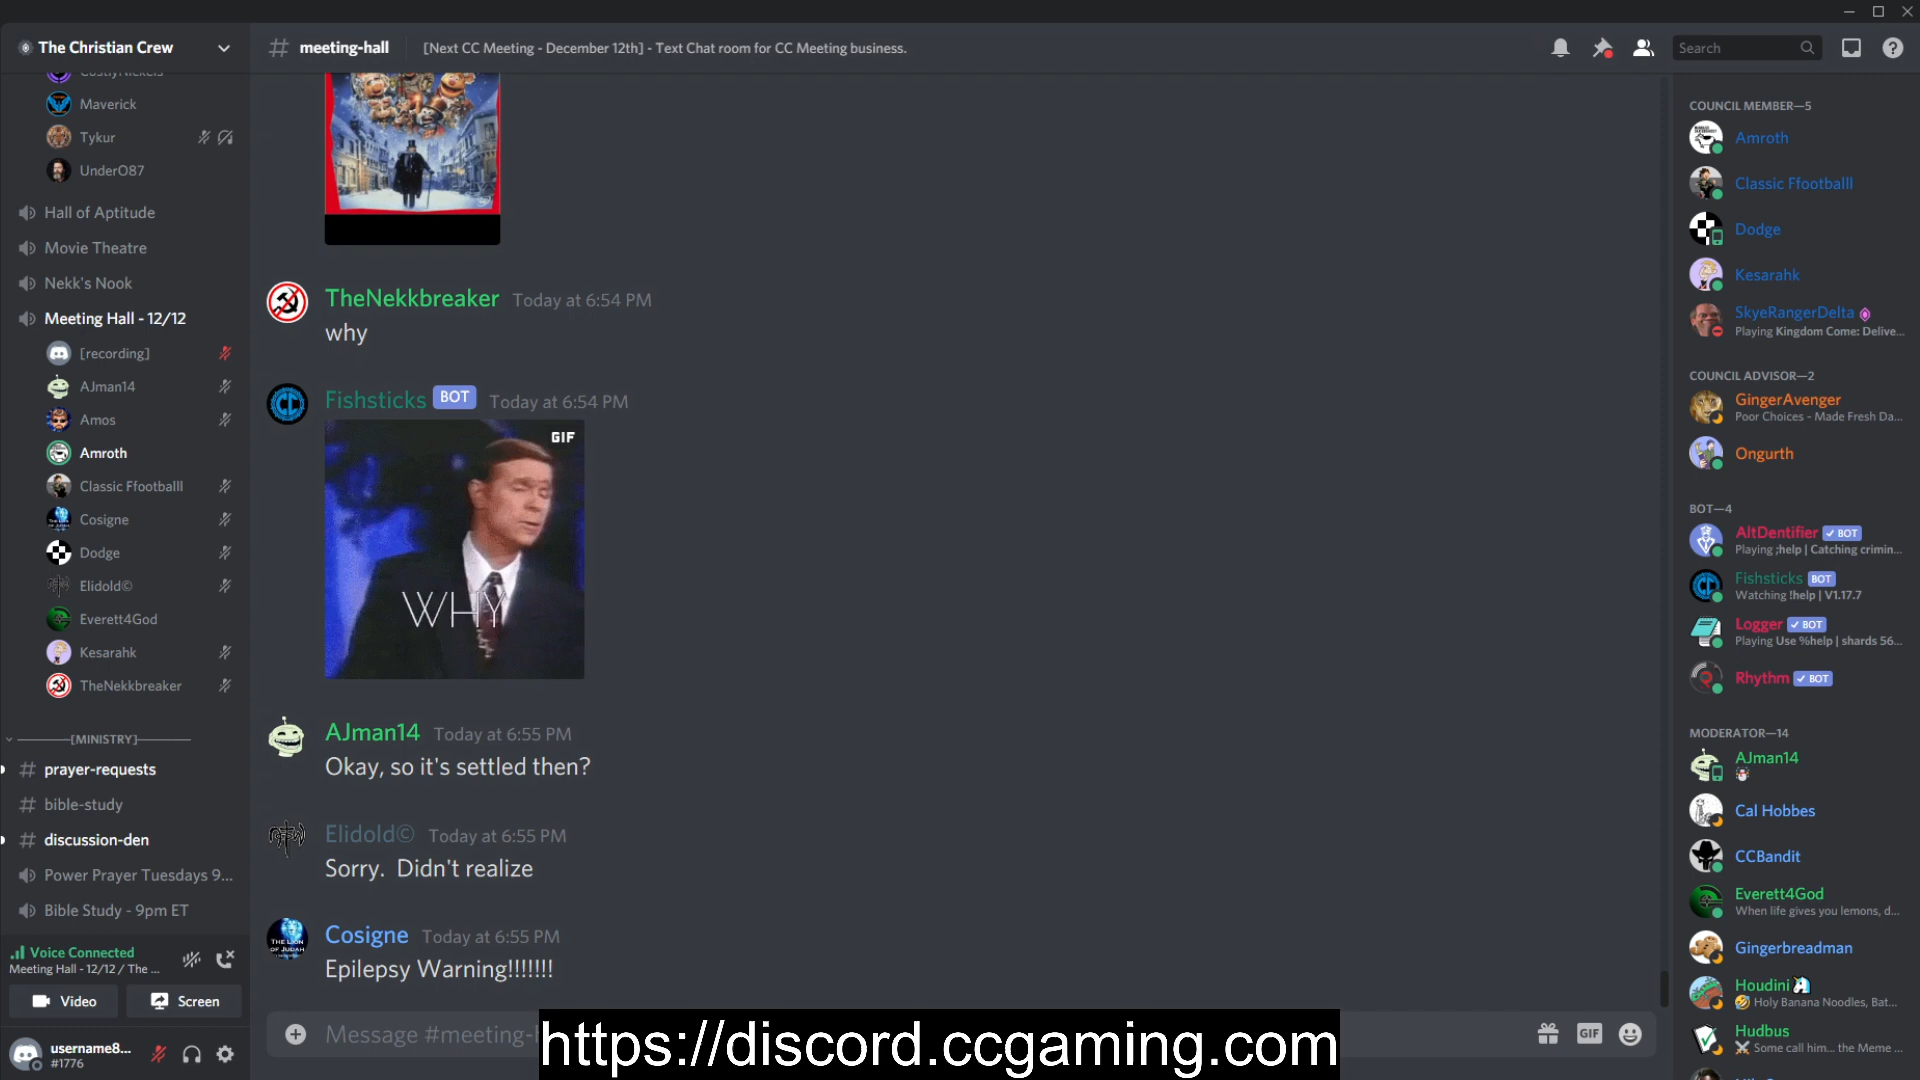 The Christian Crew
CostlyNickels
Maverick
Tykur
UnderO87
Hall of Aptitude
Movie Theatre
Nekk's Nook
Meeting Hall - 12/12
[recording]
AJman14
Amos
Amroth
Classic Ffootballl
Cosigne
Dodge
Elidold©
Everett4God
Kesarahk
TheNekkbreaker
————[MINISTRY]————
# prayer-requests
# bible-study
# discussion-den
Power Prayer Tuesdays 9...
Bible Study - 9pm ET
Voice Connected
Meeting Hall - 12/12 / The ...
Video
Screen
username8...
#1776
# meeting-hall
[Next CC Meeting - December 12th] - Text Chat room for CC Meeting business.
Search
TheNekkbreaker Today at 6:54 PM
why
Fishsticks BOT Today at 6:54 PM
GIF
WHY
AJman14 Today at 6:55 PM
Okay, so it's settled then?
Elidold© Today at 6:55 PM
Sorry.  Didn't realize
Cosigne Today at 6:55 PM
THE LION
OF JUDAH
Epilepsy Warning!!!!!!!
Message #meeting-
GIF
https://discord.ccgaming.com
COUNCIL MEMBER—5
Amroth
Classic Ffootballl
Dodge
Kesarahk
SkyeRangerDelta
Playing Kingdom Come: Delive...
COUNCIL ADVISOR—2
GingerAvenger
Poor Choices - Made Fresh Da...
Ongurth
BOT—4
AltDentifier BOT
Playing ;help | Catching crimin...
Fishsticks BOT
Watching !help | V1.17.7
Logger BOT
Playing Use %help | shards 56...
Rhythm BOT
MODERATOR—14
AJman14
Cal Hobbes
CCBandit
Everett4God
When life gives you lemons, d...
Gingerbreadman
Houdini
Holy Banana Noodles, Bat...
Hudbus
Some call him... the Meme ...